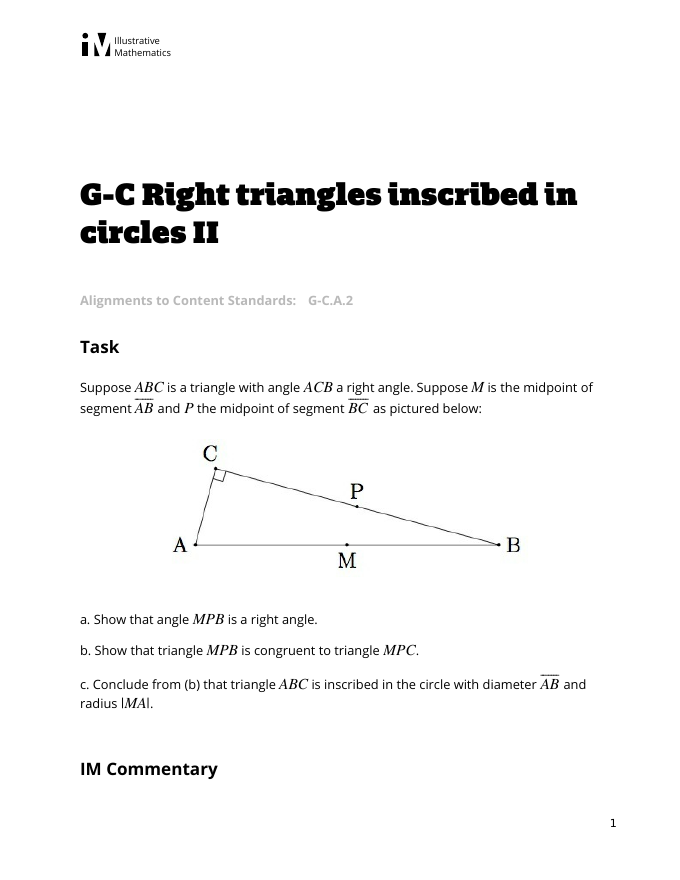 Illustrative
Mathematics
G-C Right triangles inscribed in
circles II
Alignments to Content Standards: G-C.A.2
Task
Suppose ABC is a triangle with angle ACB a right angle. Suppose M is the midpoint of
segment AB and P the midpoint of segment BC as pictured below:
C
P
A
B
M
a. Show that angle MPB is a right angle.
b. Show that triangle MPB is congruent to triangle MPC.
c. Conclude from (b) that triangle ABC is inscribed in the circle with diameter AB and
radius |MA|.
IM Commentary
1